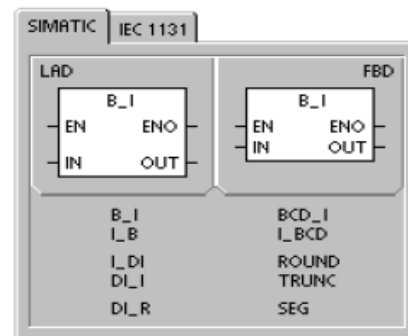 SIMATIC IEC 1131
LAD FBD
B_I B_I
EN ENO EN ENO
IN OUT IN OUT
B_I BCD_I
I_B I_BCD
I_DI ROUND
DI_I TRUNC
DI_R SEG